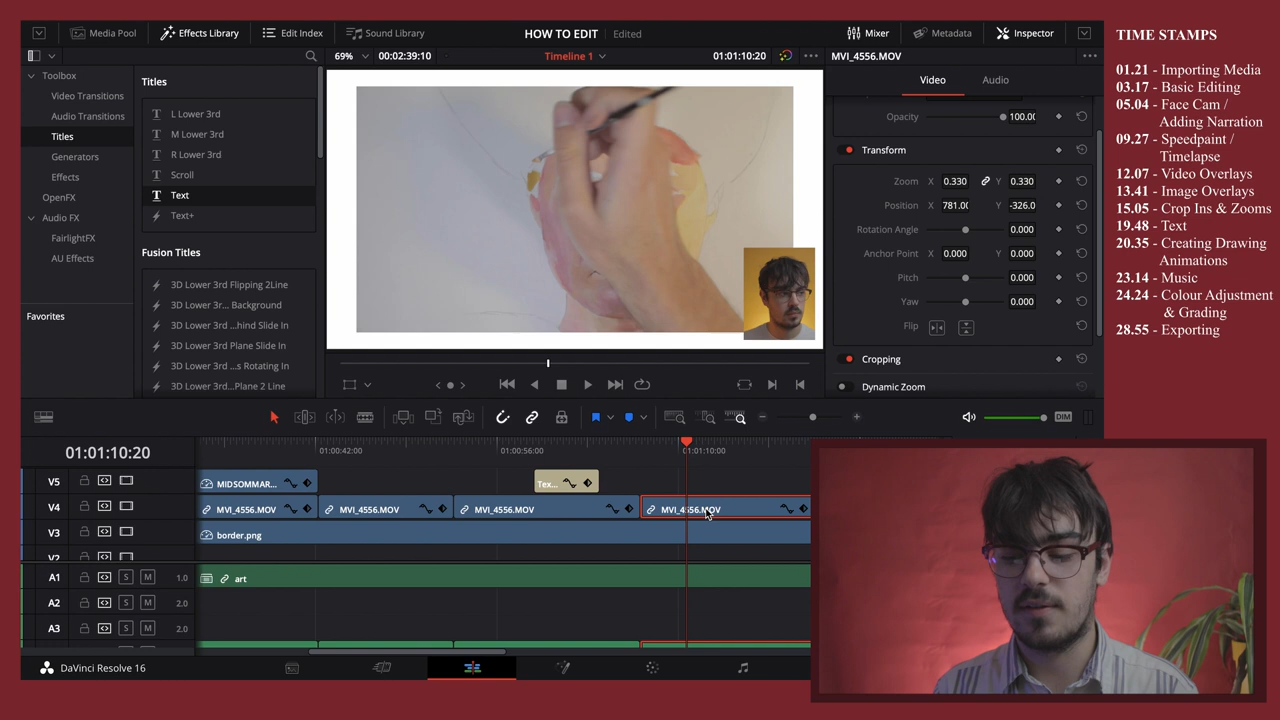 Media Pool
Effects Library
Edit Index
Sound Library
HOW TO EDIT
Edited
Mixer
Metadata
Inspector
69%
00:02:39:10
Timeline 1
01:01:10:20
MVI_4556.MOV
Toolbox
Video Transitions
Audio Transitions
Titles
Generators
Effects
OpenFX
Audio FX
FairlightFX
AU Effects
Favorites
Titles
L Lower 3rd
M Lower 3rd
R Lower 3rd
Scroll
Text
Text+
Fusion Titles
3D Lower 3rd Flipping 2Line
3D Lower 3r... Background
3D Lower 3rd ...hind Slide In
3D Lower 3rd Plane Slide In
3D Lower 3rd ...s Rotating In
3D Lower 3rd...Plane 2 Line
Video
Audio
Opacity 100.00
Transform
Zoom X 0.330 Y 0.330
Position X 781.00 Y -326.0
Rotation Angle 0.000
Anchor Point X 0.000 Y 0.000
Pitch 0.000
Yaw 0.000
Flip
Cropping
Dynamic Zoom
DIM
01:01:10:20
01:00:42:00
01:00:56:00
01:01:10:00
V5
MIDSOMMAR...
Tex...
V4
MVI_4556.MOV
MVI_4556.MOV
MVI_4556.MOV
MVI_4556.MOV
V3
border.png
V2
A1 S M 1.0
art
A2 S M 2.0
A3 S M 2.0
DaVinci Resolve 16
TIME STAMPS
01.21 - Importing Media
03.17 - Basic Editing
05.04 - Face Cam /
Adding Narration
09.27 - Speedpaint /
Timelapse
12.07 - Video Overlays
13.41 - Image Overlays
15.05 - Crop Ins & Zooms
19.48 - Text
20.35 - Creating Drawing
Animations
23.14 - Music
24.24 - Colour Adjustment
& Grading
28.55 - Exporting